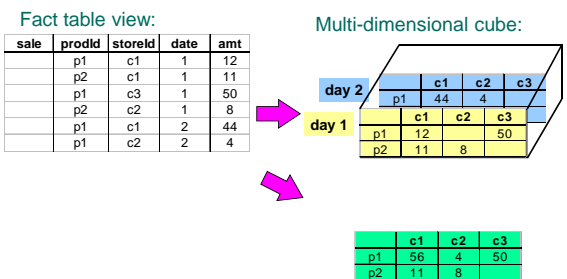 Fact table view:
sale prodId storeId date amt
p1 c1 1 12
p2 c1 1 11
p1 c3 1 50
p2 c2 1 8
p1 c1 2 44
p1 c2 2 4
Multi-dimensional cube:
day 2
c1 c2 c3
p1 44 4
day 1
c1 c2 c3
p1 12 50
p2 11 8
c1 c2 c3
p1 56 4 50
p2 11 8